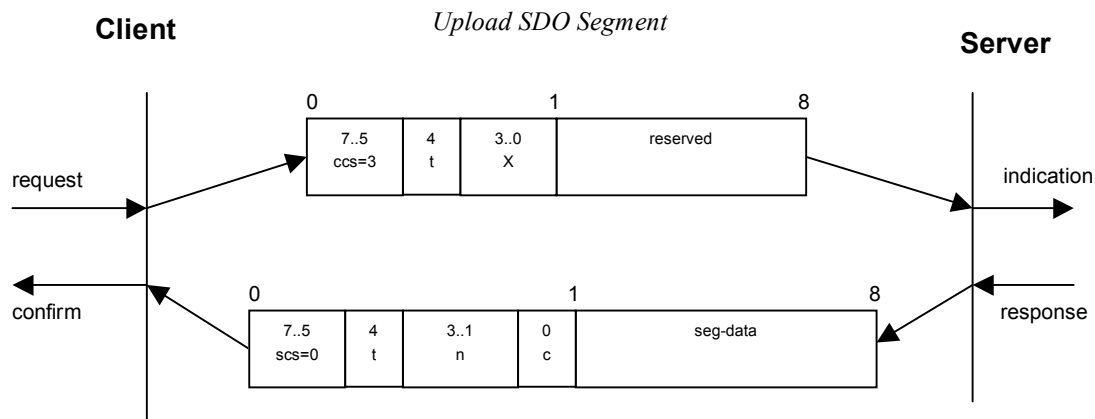 Upload SDO Segment
Client
Server
0 1 8
7..5 4 3..0 reserved
ccs=3 t X
request
indication
confirm
response
0 1 8
7..5 4 3..1 0 seg-data
scs=0 t n c